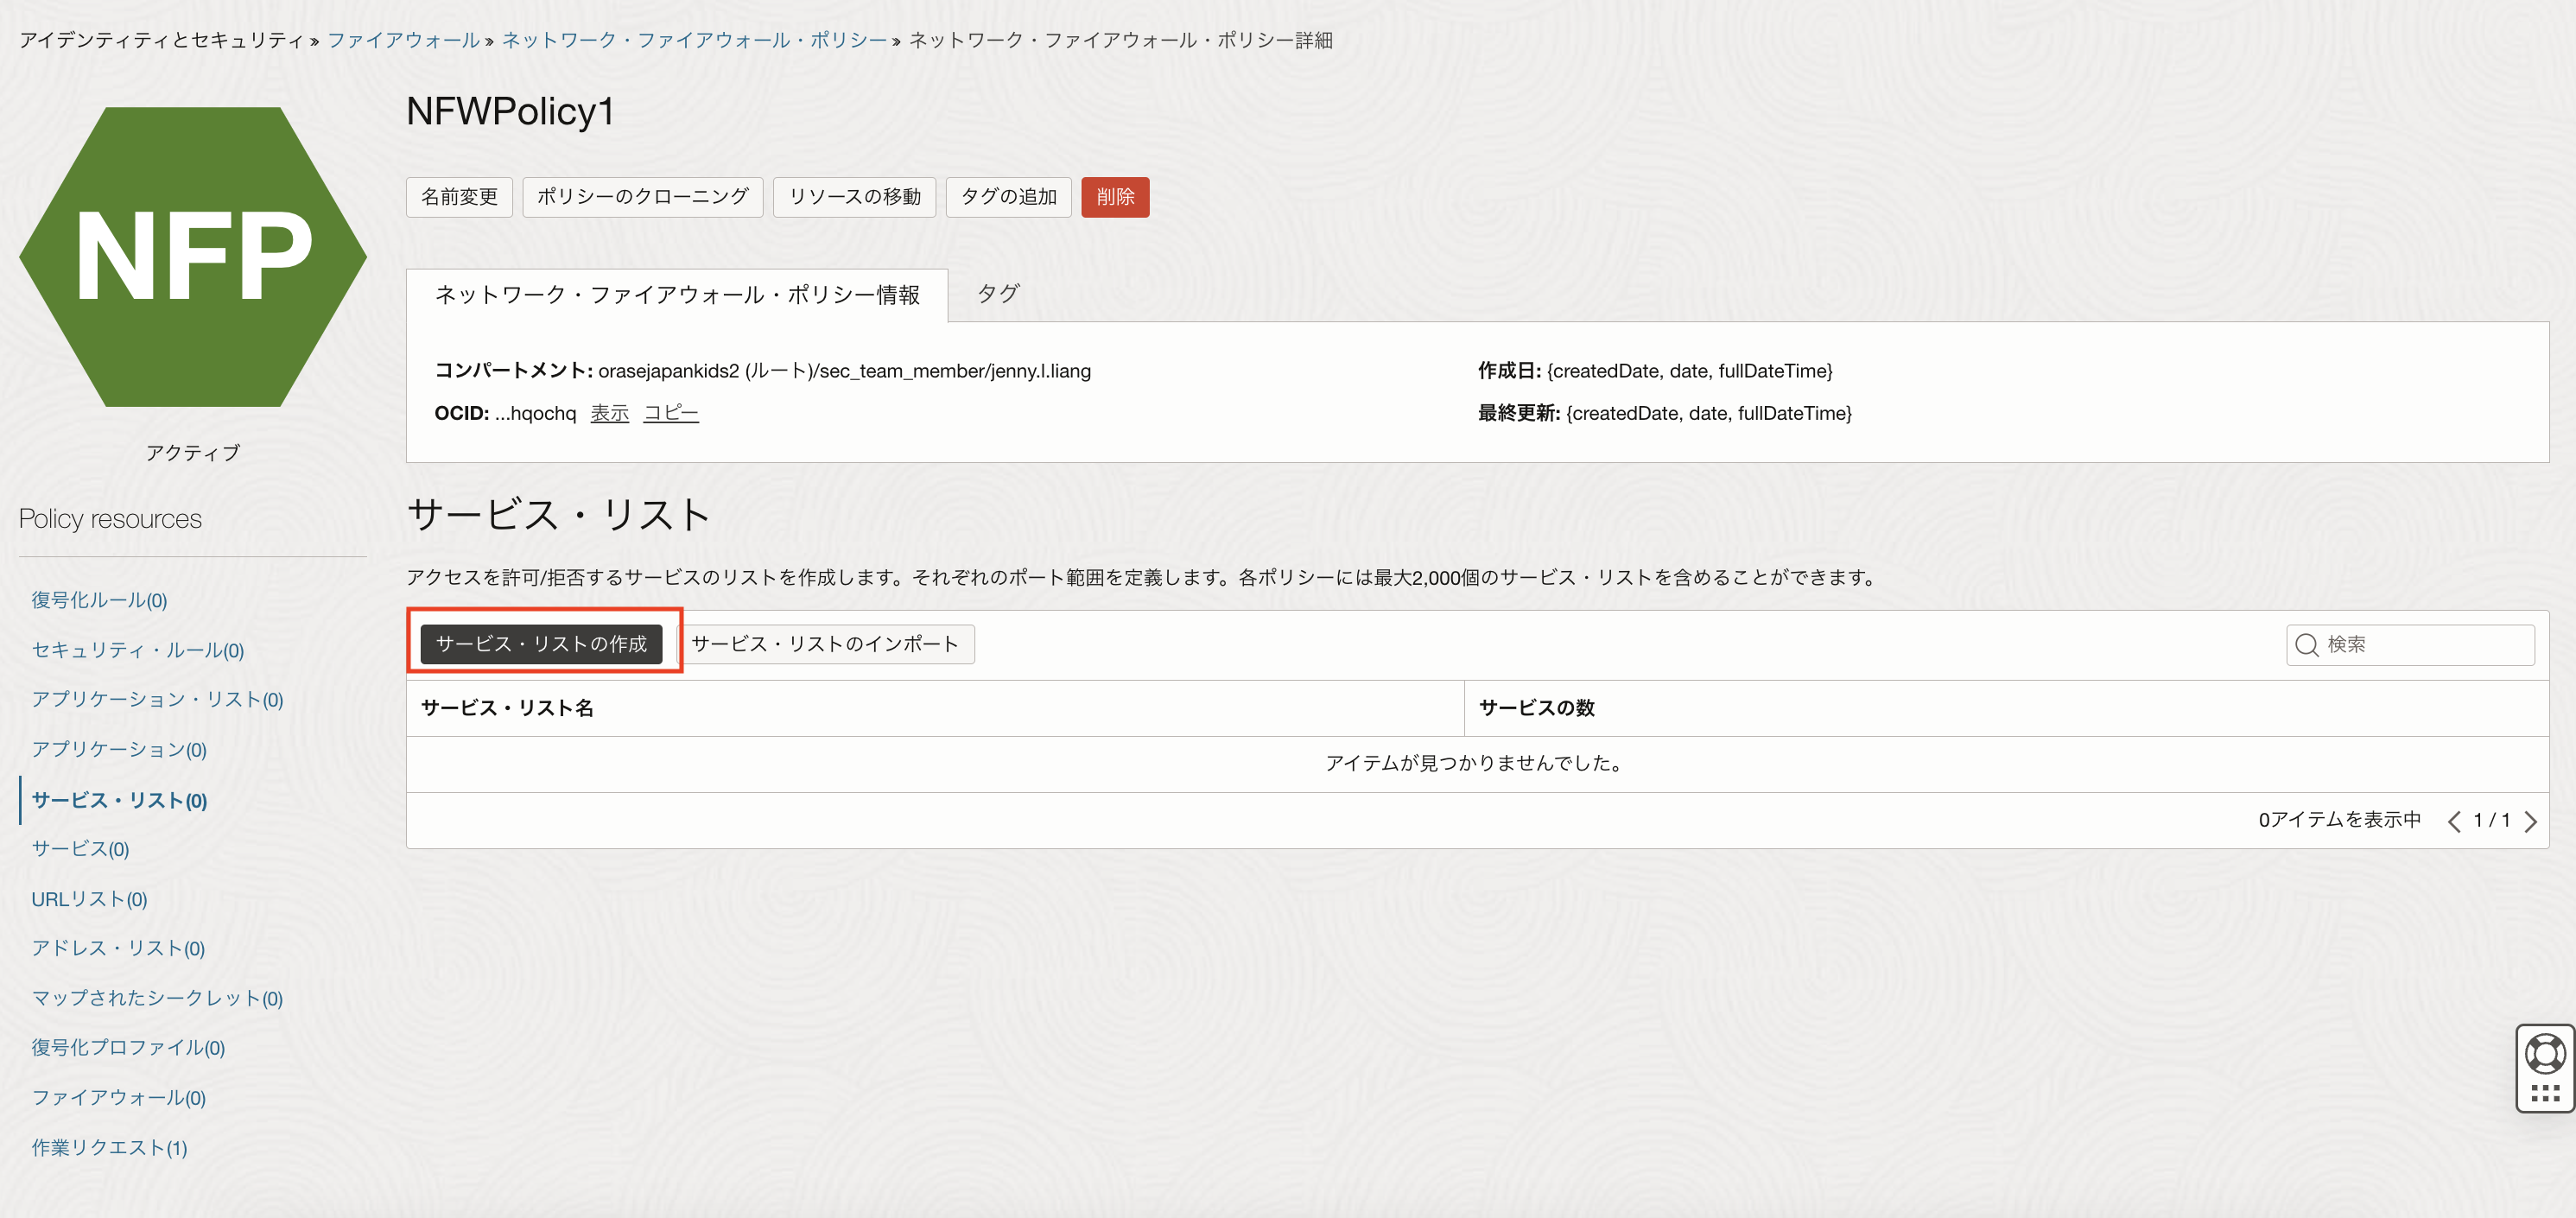 アイデンティティとセキュリティ » ファイアウォール » ネットワーク・ファイアウォール・ポリシー » ネットワーク・ファイアウォール・ポリシー詳細
NFP
アクティブ
NFWPolicy1
名前変更 ポリシーのクローニング リソースの移動 タグの追加 削除
ネットワーク・ファイアウォール・ポリシー情報 タグ
コンパートメント: orasejapankids2 (ルート)/sec_team_member/jenny.l.liang 作成日: {createdDate, date, fullDateTime}
OCID: ...hqochq 表示 コピー 最終更新: {createdDate, date, fullDateTime}
Policy resources
復号化ルール(0)
セキュリティ・ルール(0)
アプリケーション・リスト(0)
アプリケーション(0)
サービス・リスト(0)
サービス(0)
URLリスト(0)
アドレス・リスト(0)
マップされたシークレット(0)
復号化プロファイル(0)
ファイアウォール(0)
作業リクエスト(1)
サービス・リスト
アクセスを許可/拒否するサービスのリストを作成します。それぞれのポート範囲を定義します。各ポリシーには最大2,000個のサービス・リストを含めることができます。
サービス・リストの作成 サービス・リストのインポート 検索
サービス・リスト名 サービスの数
アイテムが見つかりませんでした。
0アイテムを表示中 1 / 1